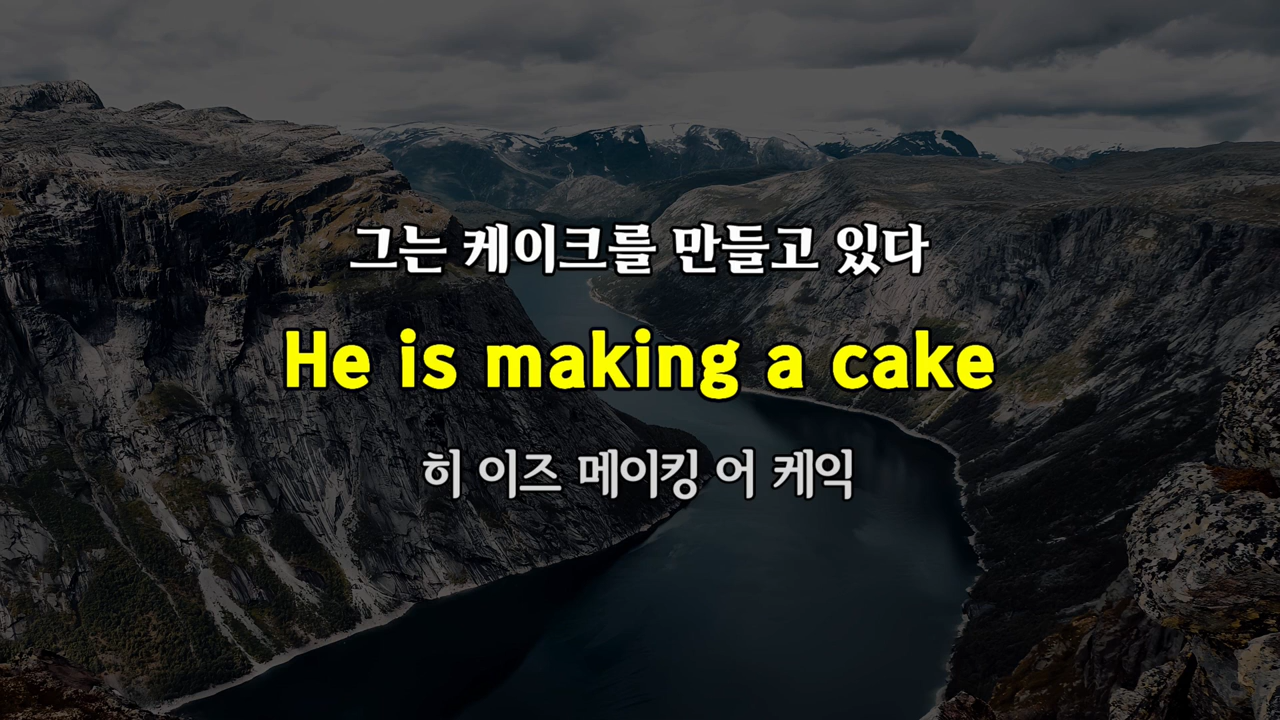 그는 케이크를 만들고 있다
He is making a cake
히 이즈 메이킹 어 케익